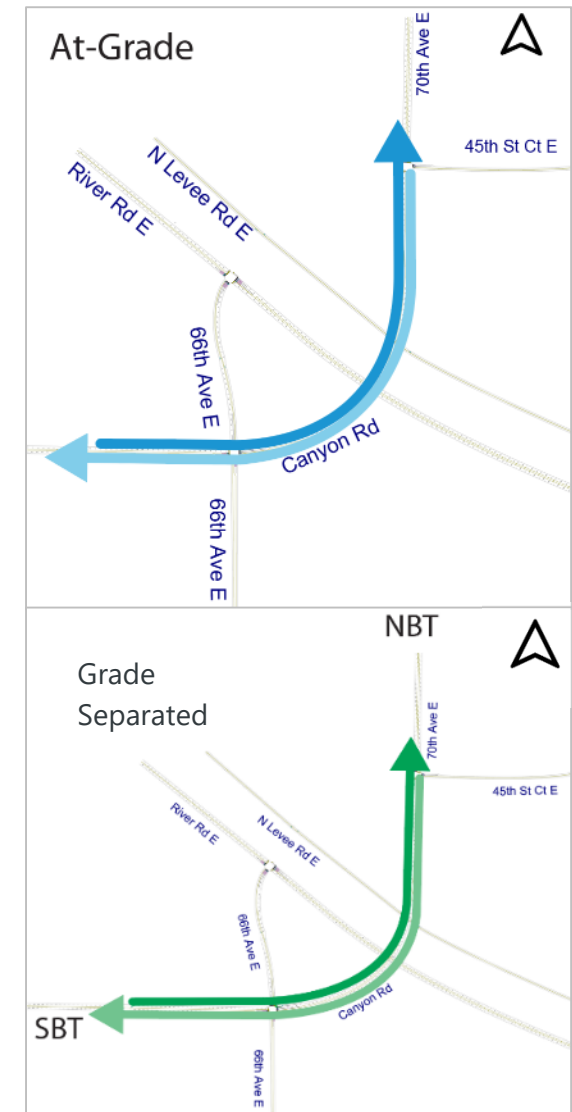 At-Grade
70th Ave E
45th St Ct E
N Levee Rd E
River Rd E
66th Ave E
Canyon Rd
66th Ave E
NBT
Grade
Separated
70th Ave E
45th St Ct E
N Levee Rd E
River Rd E
66th Ave E
Canyon Rd
SBT
66th Ave E